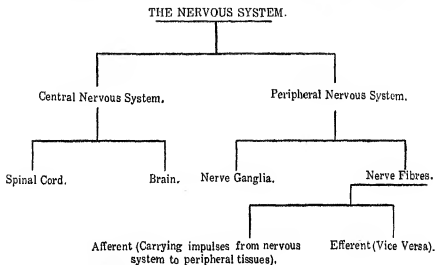 THE NERVOUS SYSTEM.
Central Nervous System.
Peripheral Nervous System.
Spinal Cord.
Brain.
Nerve Ganglia.
Nerve Fibres.
Afferent (Carrying impulses from nervous
system to peripheral tissues).
Efferent (Vice Versa).